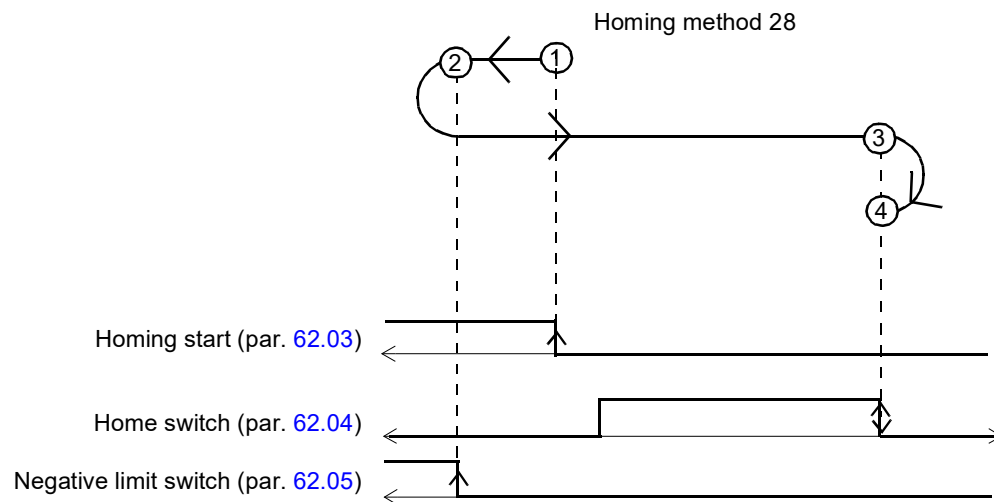 Homing method 28
2
1
3
4
Homing start (par. 62.03)
Home switch (par. 62.04)
Negative limit switch (par. 62.05)